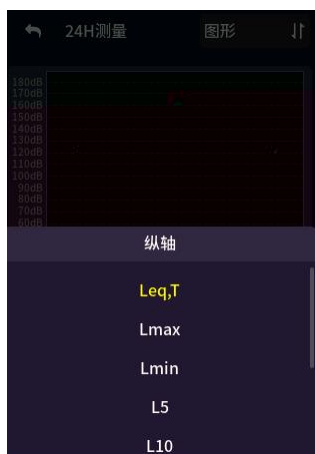 24H测量 图形
180dB
170dB
160dB
150dB
140dB
130dB
120dB
110dB
100dB
90dB
80dB
70dB
60dB
纵轴
Leq,T
Lmax
Lmin
L5
L10